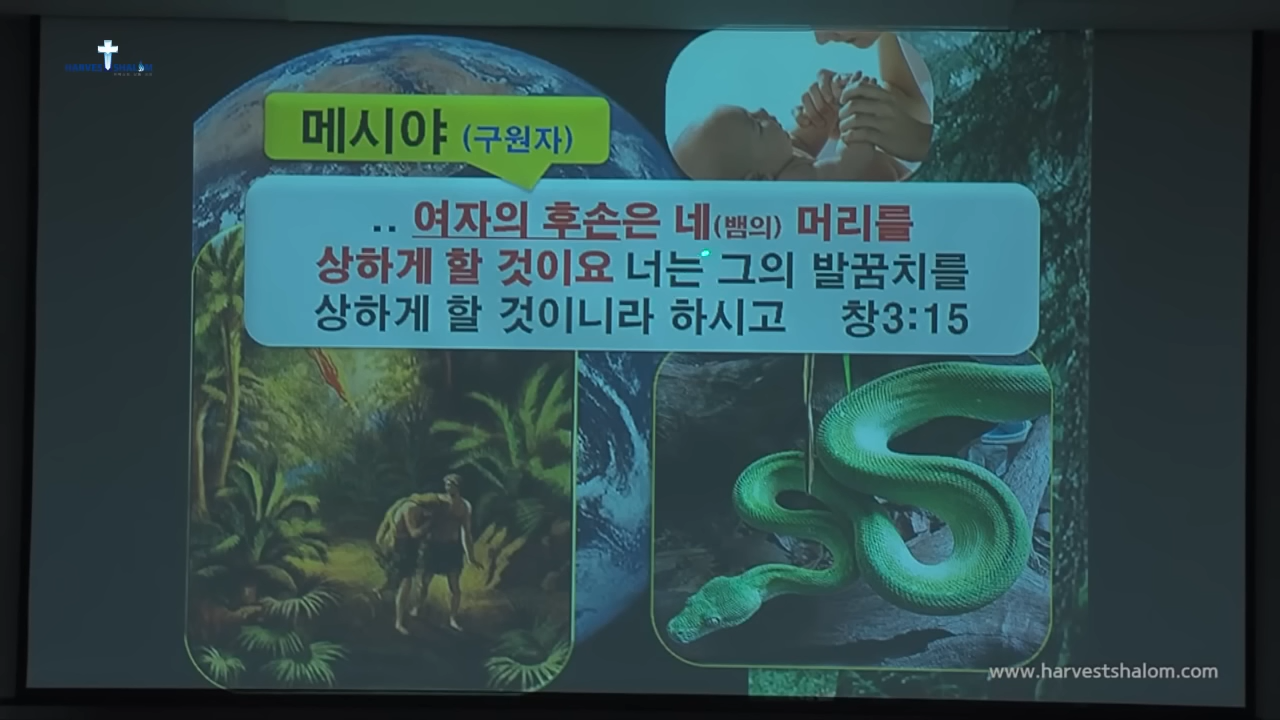 HARVEST SHALOM
메시야 (구원자)
.. 여자의 후손은 네(뱀의) 머리를
상하게 할 것이요 너는 그의 발꿈치를
상하게 할 것이니라 하시고 창3:15
www.harvestshalom.com